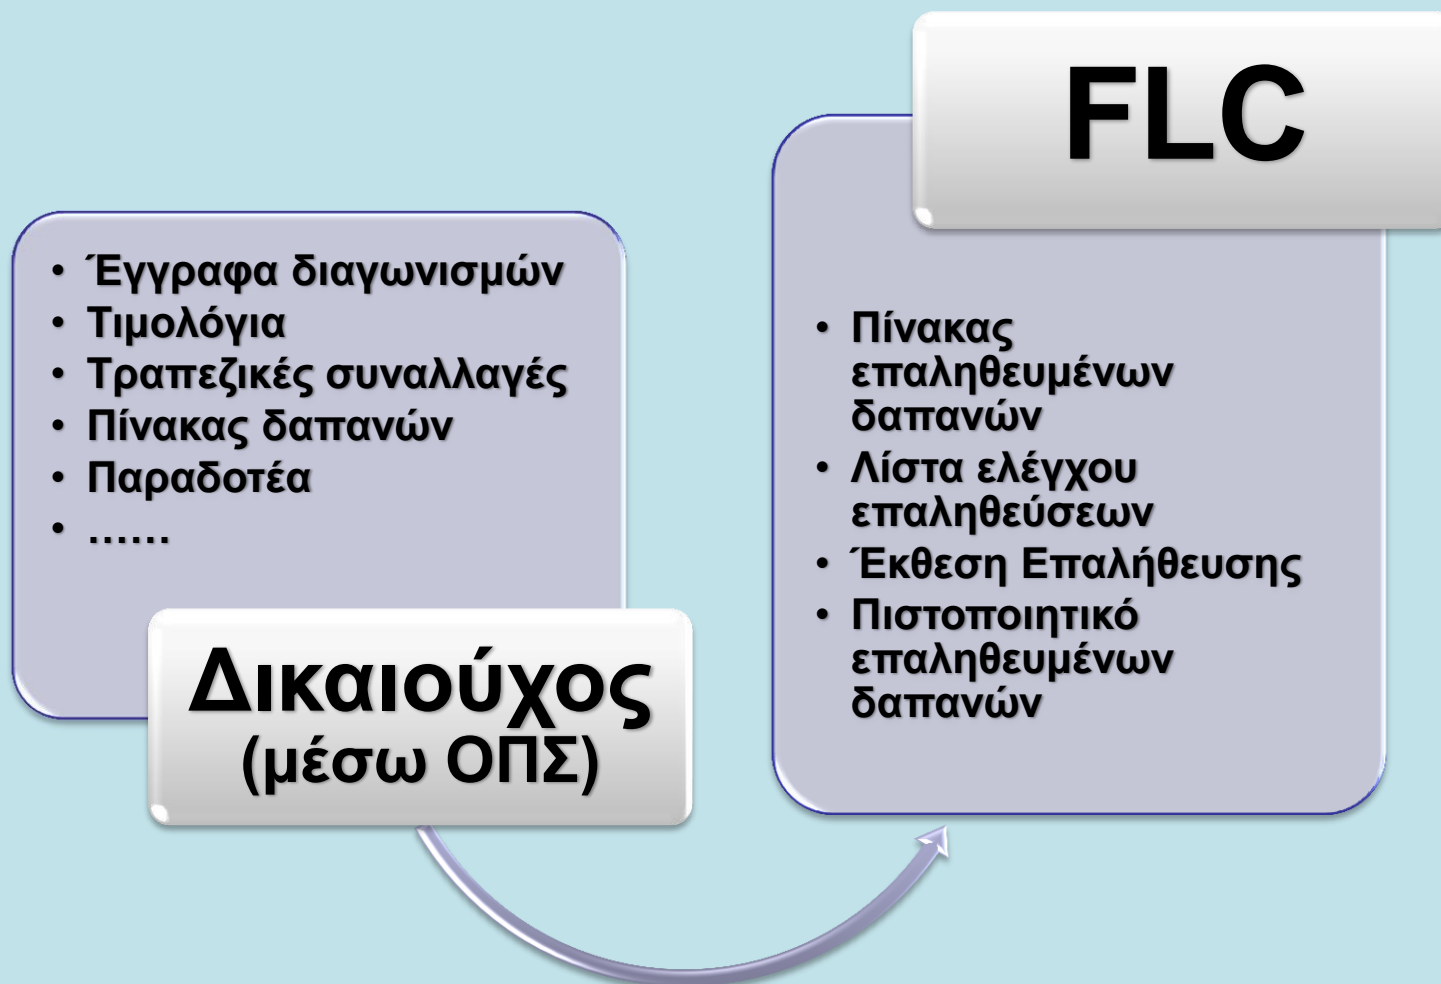 • Έγγραφα διαγωνισμών
• Τιμολόγια
• Τραπεζικές συναλλαγές
• Πίνακας δαπανών
• Παραδοτέα
• ......
Δικαιούχος
(μέσω ΟΠΣ)
FLC
• Πίνακας
επαληθευμένων
δαπανών
• Λίστα ελέγχου
επαληθεύσεων
• Έκθεση Επαλήθευσης
• Πιστοποιητικό
επαληθευμένων
δαπανών